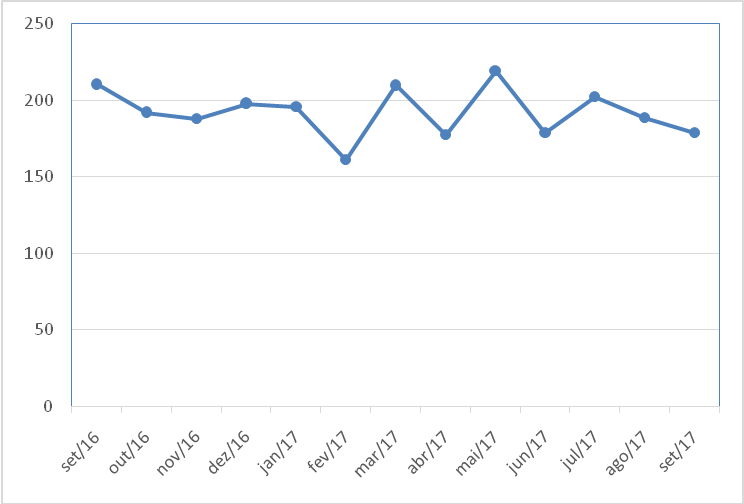 250
200
150
100
50
0
set/16
out/16
nov/16
dez/16
jan/17
fev/17
mar/17
abr/17
mai/17
jun/17
jul/17
ago/17
set/17